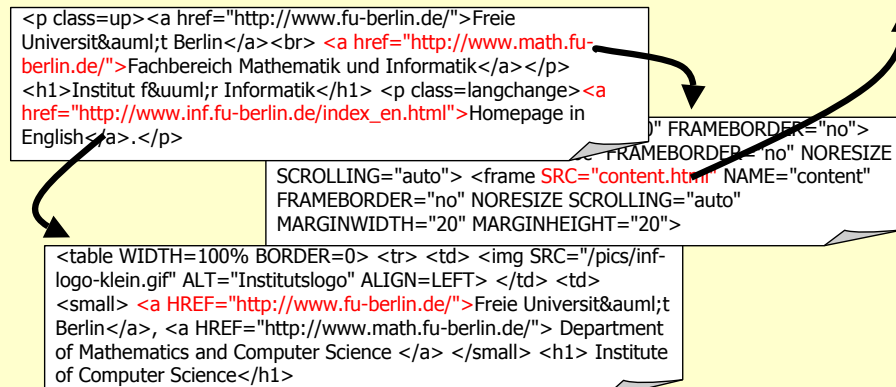 <p class=up><a href="http://www.fu-berlin.de/">Freie
Universit&auml;t Berlin</a><br> <a href="http://www.math.fu-
berlin.de/">Fachbereich Mathematik und Informatik</a></p>
<h1>Institut f&uuml;r Informatik</h1> <p class=langchange><a
href="http://www.inf.fu-berlin.de/index_en.html">Homepage in
English</a>.</p>
0" FRAMEBORDER="no">
FRAMEBORDER="no" NORESIZE
SCROLLING="auto"> <frame SRC="content.html" NAME="content"
FRAMEBORDER="no" NORESIZE SCROLLING="auto"
MARGINWIDTH="20" MARGINHEIGHT="20">
<table WIDTH=100% BORDER=0> <tr> <td> <img SRC="/pics/inf-
logo-klein.gif" ALT="Institutslogo" ALIGN=LEFT> </td> <td>
<small> <a HREF="http://www.fu-berlin.de/">Freie Universit&auml;t
Berlin</a>, <a HREF="http://www.math.fu-berlin.de/"> Department
of Mathematics and Computer Science </a> </small> <h1> Institute
of Computer Science</h1>